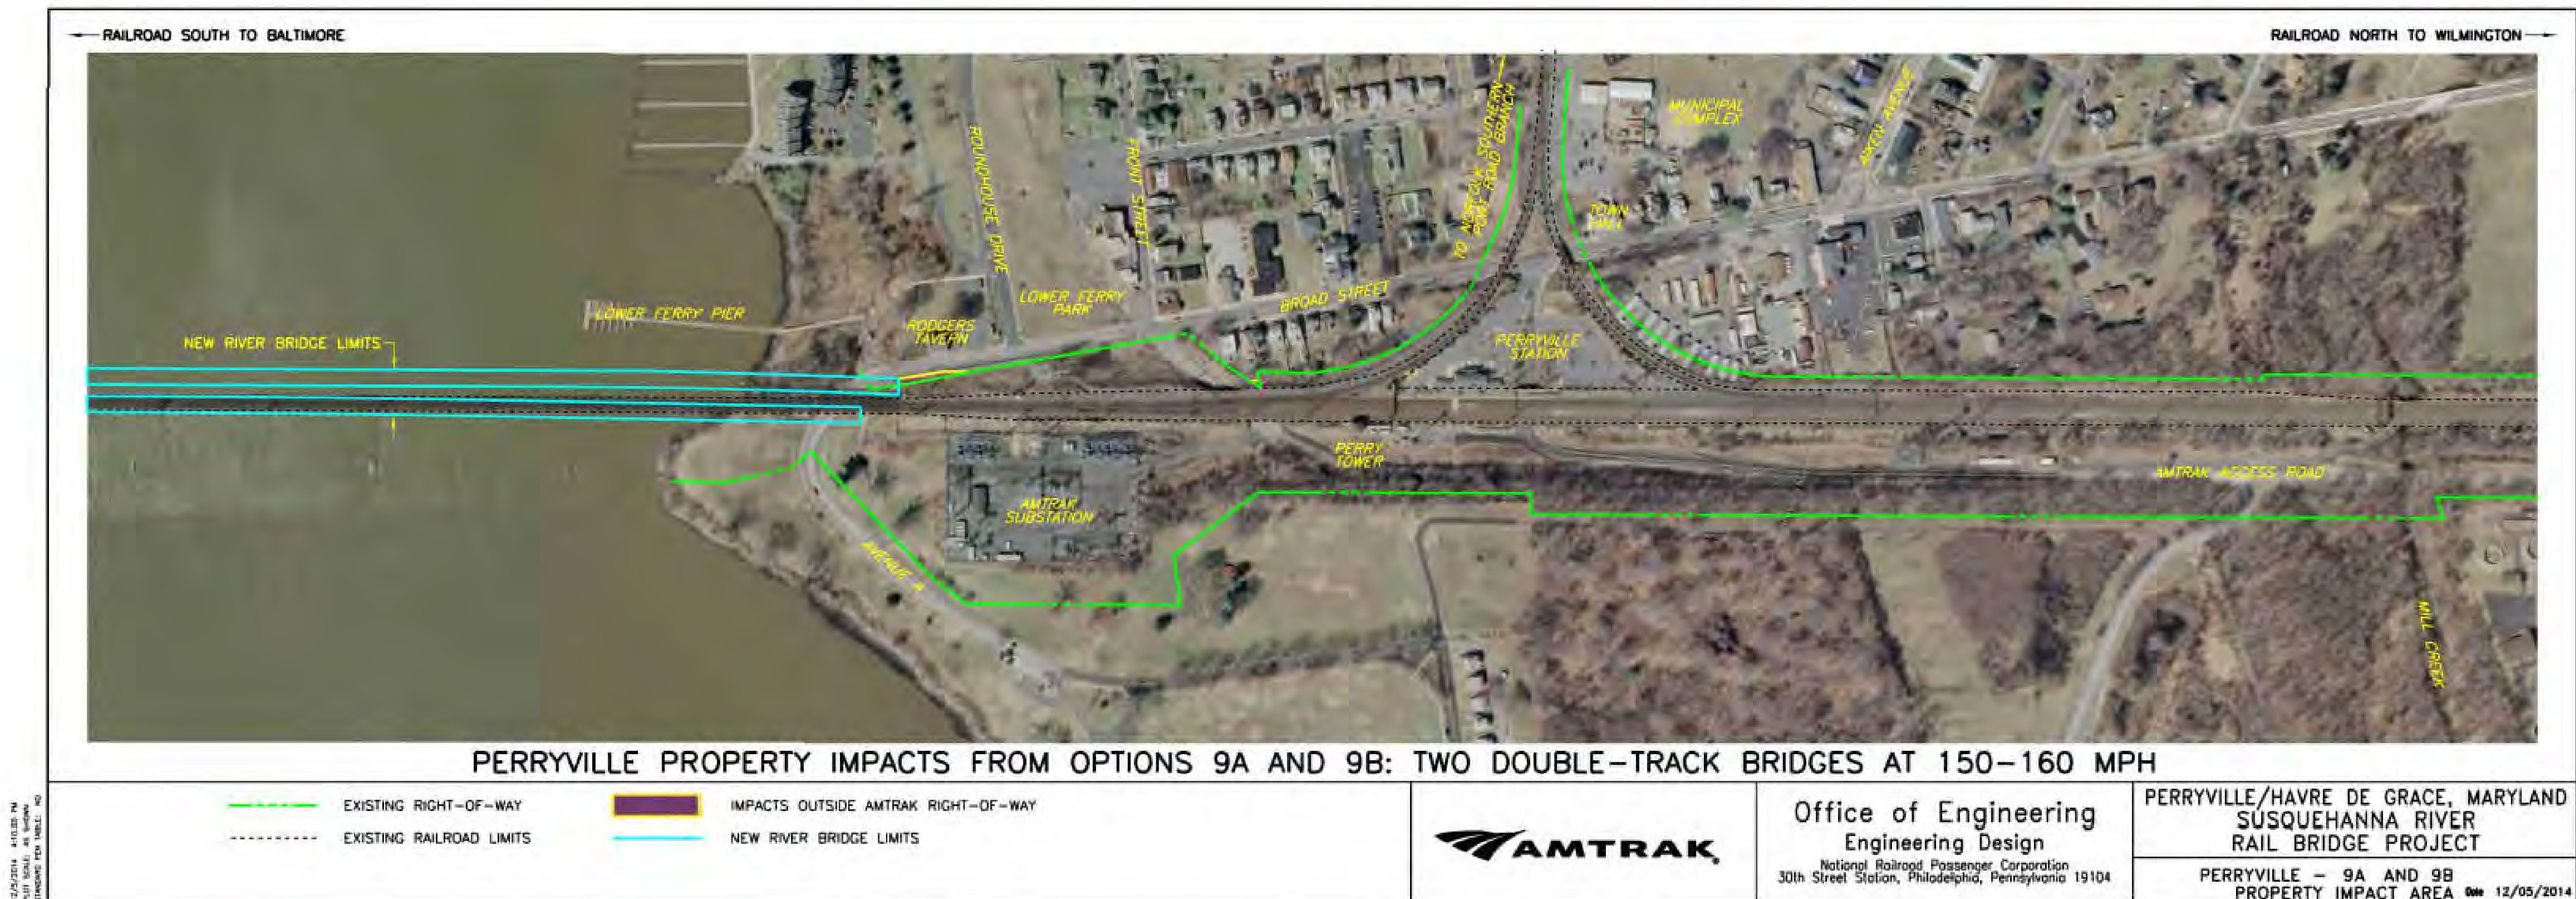 RAILROAD SOUTH TO BALTIMORE
RAILROAD NORTH TO WILMINGTON
NEW RIVER BRIDGE LIMITS
LOWER FERRY PIER
RODGERS
TAVERN
ROUNDHOUSE DRIVE
LOWER FERRY
PARK
FRONT STREET
BROAD STREET
TO NORFOLK SOUTHERN
PORT ROAD BRANCH
MUNICIPAL
COMPLEX
AIKEN AVENUE
TOWN
HALL
PERRYVILLE
STATION
PERRY
TOWER
AMTRAK
SUBSTATION
AVENUE A
AMTRAK ACCESS ROAD
MILL CREEK
PERRYVILLE PROPERTY IMPACTS FROM OPTIONS 9A AND 9B: TWO DOUBLE-TRACK BRIDGES AT 150-160 MPH
EXISTING RIGHT-OF-WAY
IMPACTS OUTSIDE AMTRAK RIGHT-OF-WAY
EXISTING RAILROAD LIMITS
NEW RIVER BRIDGE LIMITS
AMTRAK
Office of Engineering
Engineering Design
National Railroad Passenger Corporation
30th Street Station, Philadelphia, Pennsylvania 19104
PERRYVILLE/HAVRE DE GRACE, MARYLAND
SUSQUEHANNA RIVER
RAIL BRIDGE PROJECT
PERRYVILLE - 9A AND 9B
PROPERTY IMPACT AREA Date 12/05/2014